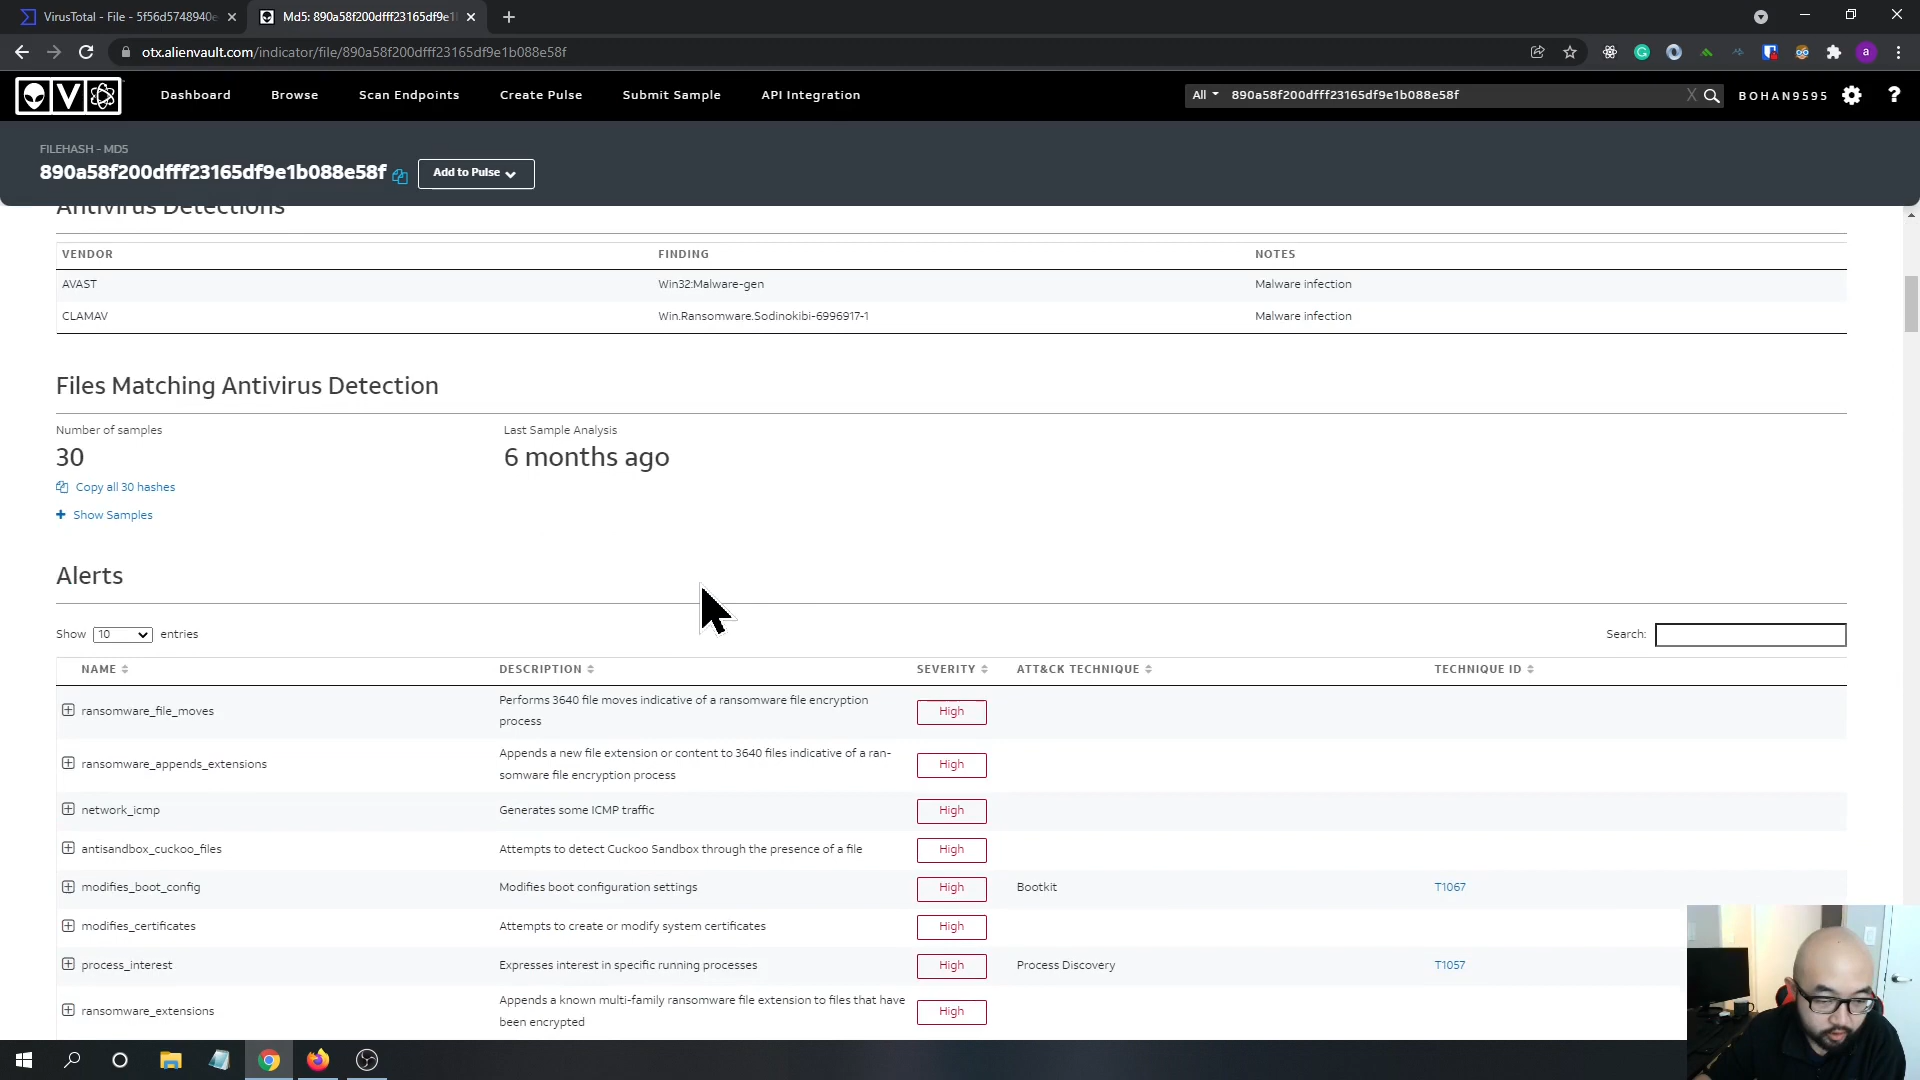 VirusTotal - File - 5f56d5748940e
Md5: 890a58f200dfff23165df9e1
otx.alienvault.com/indicator/file/890a58f200dfff23165df9e1b088e58f
a
Dashboard
Browse
Scan Endpoints
Create Pulse
Submit Sample
API Integration
All
890a58f200dfff23165df9e1b088e58f
X
BOHAN9595
?
FILEHASH - MD5
890a58f200dfff23165df9e1b088e58f
Add to Pulse
Antivirus Detections
VENDOR FINDING NOTES
AVAST Win32:Malware-gen Malware infection
CLAMAV Win.Ransomware.Sodinokibi-6996917-1 Malware infection
Files Matching Antivirus Detection
Number of samples Last Sample Analysis
30 6 months ago
Copy all 30 hashes
+ Show Samples
Alerts
Show 10 entries Search:
NAME DESCRIPTION SEVERITY ATT&CK TECHNIQUE TECHNIQUE ID
ransomware_file_moves Performs 3640 file moves indicative of a ransomware file encryption High
process
ransomware_appends_extensions Appends a new file extension or content to 3640 files indicative of a ran- High
somware file encryption process
network_icmp Generates some ICMP traffic High
antisandbox_cuckoo_files Attempts to detect Cuckoo Sandbox through the presence of a file High
modifies_boot_config Modifies boot configuration settings High Bootkit T1067
modifies_certificates Attempts to create or modify system certificates High
process_interest Expresses interest in specific running processes High Process Discovery T1057
ransomware_extensions Appends a known multi-family ransomware file extension to files that have High
been encrypted